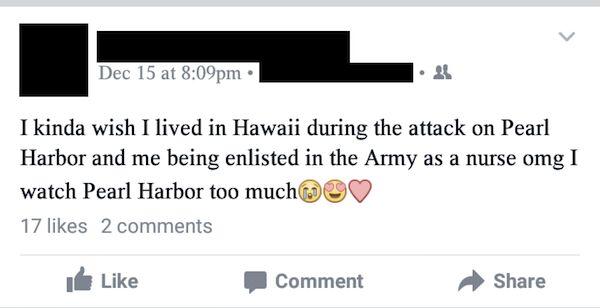 Dec 15 at 8:09pm •
I kinda wish I lived in Hawaii during the attack on Pearl
Harbor and me being enlisted in the Army as a nurse omg I
watch Pearl Harbor too much😭😍❤
17 likes 2 comments
Like Comment Share